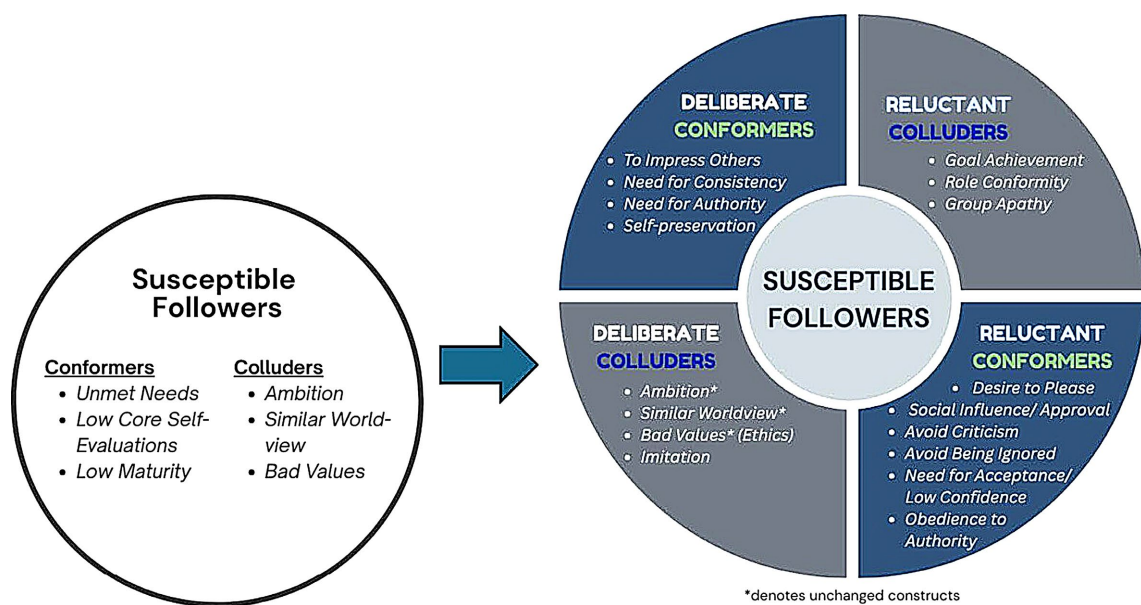 Susceptible
Followers
Conformers
• Unmet Needs
• Low Core Self-
Evaluations
• Low Maturity
Colluders
• Ambition
• Similar World-
view
• Bad Values
DELIBERATE
CONFORMERS
• To Impress Others
• Need for Consistency
• Need for Authority
• Self-preservation
RELUCTANT
COLLUDERS
• Goal Achievement
• Role Conformity
• Group Apathy
SUSCEPTIBLE
FOLLOWERS
DELIBERATE
COLLUDERS
• Ambition*
• Similar Worldview*
• Bad Values* (Ethics)
• Imitation
RELUCTANT
CONFORMERS
• Desire to Please
• Social Influence/ Approval
• Avoid Criticism
• Avoid Being Ignored
• Need for Acceptance/
Low Confidence
• Obedience to
Authority
*denotes unchanged constructs